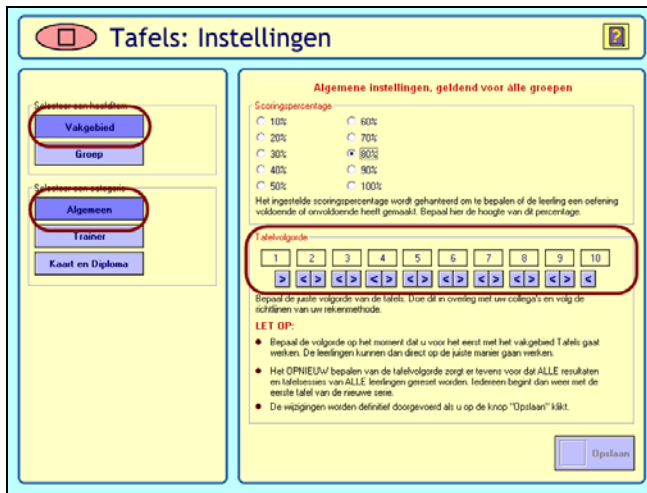 Tafels: Instellingen
Selecteer een hoofditem
Vakgebied
Groep
Selecteer een categorie
Algemeen
Trainer
Kaart en Diploma
Algemene instellingen, geldend voor álle groepen
Scoringspercentage
10% 60%
20% 70%
30% 80%
40% 90%
50% 100%
Het ingestelde scoringspercentage wordt gehanteerd om te bepalen of de leerling een oefening
voldoende of onvoldoende heeft gemaakt. Bepaal hier de hoogte van dit percentage.
Tafelvolgorde
1 2 3 4 5 6 7 8 9 10
> < > < > < > < > < > < > < > < > <
Bepaal de juiste volgorde van de tafels. Doe dit in overleg met uw collega's en volg de
richtlijnen van uw rekenmethode.
LET OP:
Bepaal de volgorde op het moment dat u voor het eerst met het vakgebied Tafels gaat
werken. De leerlingen kunnen dan direct op de juiste manier gaan werken.
Het OPNIEUW bepalen van de tafelvolgorde zorgt er tevens voor dat ALLE resultaten
en tafelsessies van ALLE leerlingen gereset worden. Iedereen begint dan weer met de
eerste tafel van de nieuwe serie.
De wijzigingen worden definitief doorgevoerd als u op de knop "Opslaan" klikt.
Opslaan